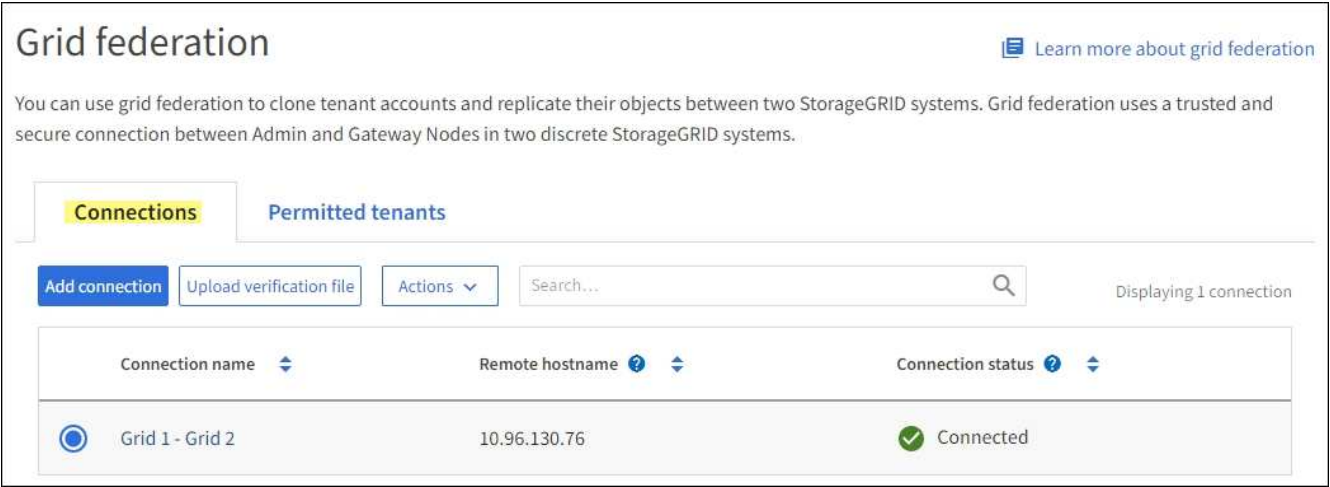 Grid federation
Learn more about grid federation
You can use grid federation to clone tenant accounts and replicate their objects between two StorageGRID systems. Grid federation uses a trusted and
secure connection between Admin and Gateway Nodes in two discrete StorageGRID systems.
Connections Permitted tenants
Add connection Upload verification file Actions Search... Displaying 1 connection
Connection name Remote hostname ? Connection status ?
Grid 1 - Grid 2 10.96.130.76 Connected